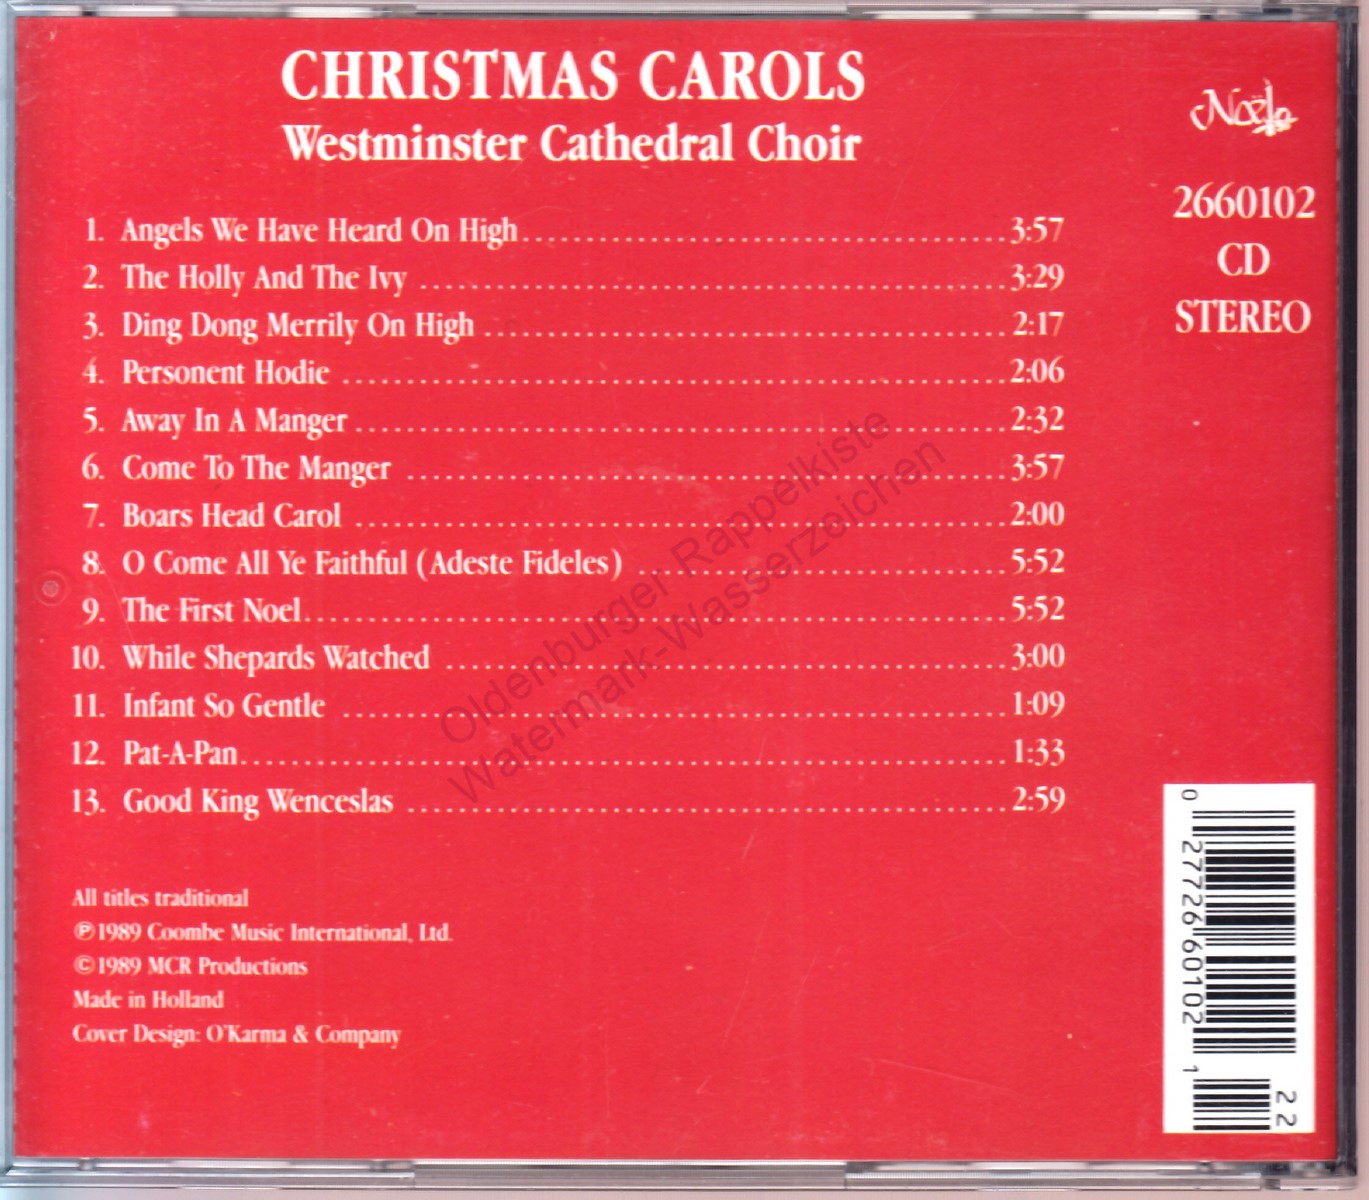 CHRISTMAS CAROLS
Westminster Cathedral Choir
Noël
2660102
CD
STEREO
1. Angels We Have Heard On High 3:57
2. The Holly And The Ivy 3:29
3. Ding Dong Merrily On High 2:17
4. Personent Hodie 2:06
5. Away In A Manger 2:32
6. Come To The Manger 3:57
7. Boars Head Carol 2:00
8. O Come All Ye Faithful (Adeste Fideles) 5:52
9. The First Noel 5:52
10. While Shepards Watched 3:00
11. Infant So Gentle 1:09
12. Pat-A-Pan 1:33
13. Good King Wenceslas 2:59
Oldenburger Rappelkiste
Watermark-Wasserzeichen
All titles traditional
℗ 1989 Coombe Music International, Ltd.
© 1989 MCR Productions
Made in Holland
Cover Design: O'Karma & Company
0 27726 60102 1
22